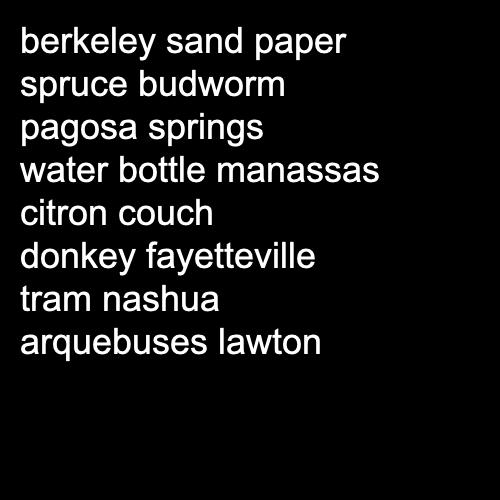 berkeley sand paper
spruce budworm
pagosa springs
water bottle manassas
citron couch
donkey fayetteville
tram nashua
arquebuses lawton